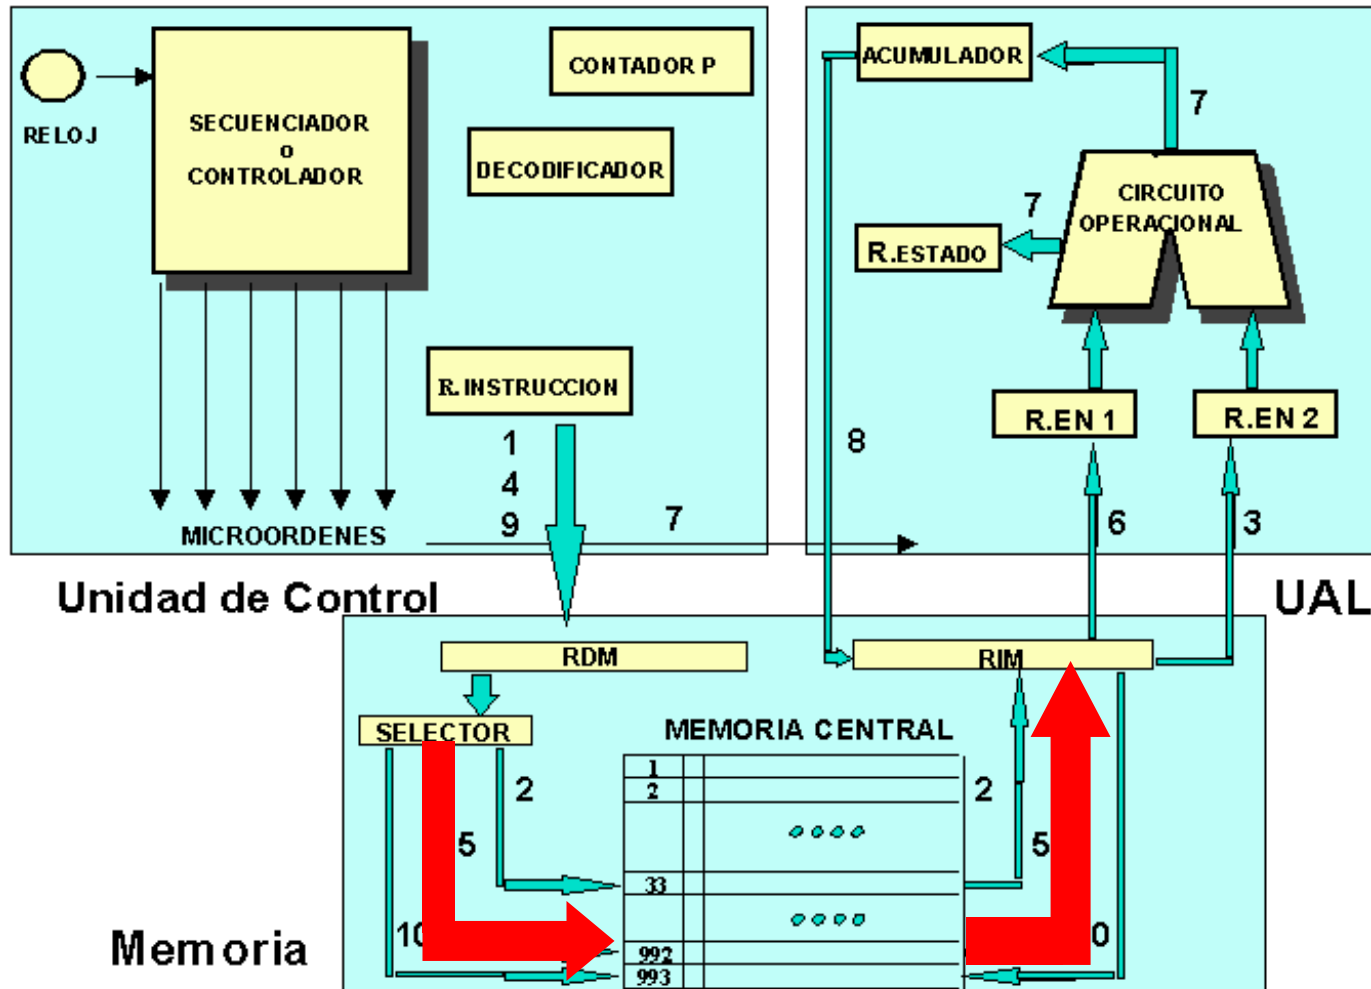 RELOJ
SECUENCIADOR
o
CONTROLADOR
CONTADOR P
DECODIFICADOR
R.INSTRUCCION
1
4
9
7
MICROORDENES
Unidad de Control
ACUMULADOR
7
CIRCUITO
OPERACIONAL
7
R.ESTADO
R.EN 1
R.EN 2
8
6
3
UAL
RDM
RIM
SELECTOR
MEMORIA CENTRAL
1
2
2
2
5
5
33
10
0
992
993
Memoria